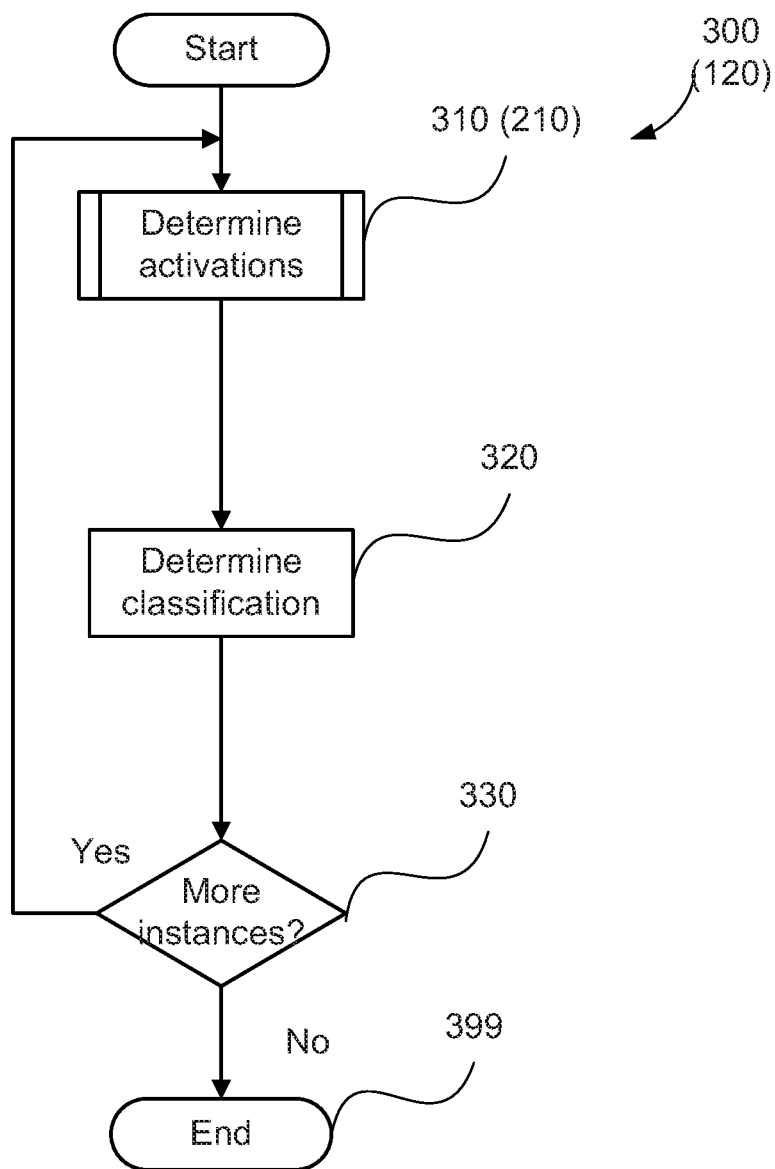 Start
300
(120)
310 (210)
Determine
activations
320
Determine
classification
330
Yes
More
instances?
No
399
End